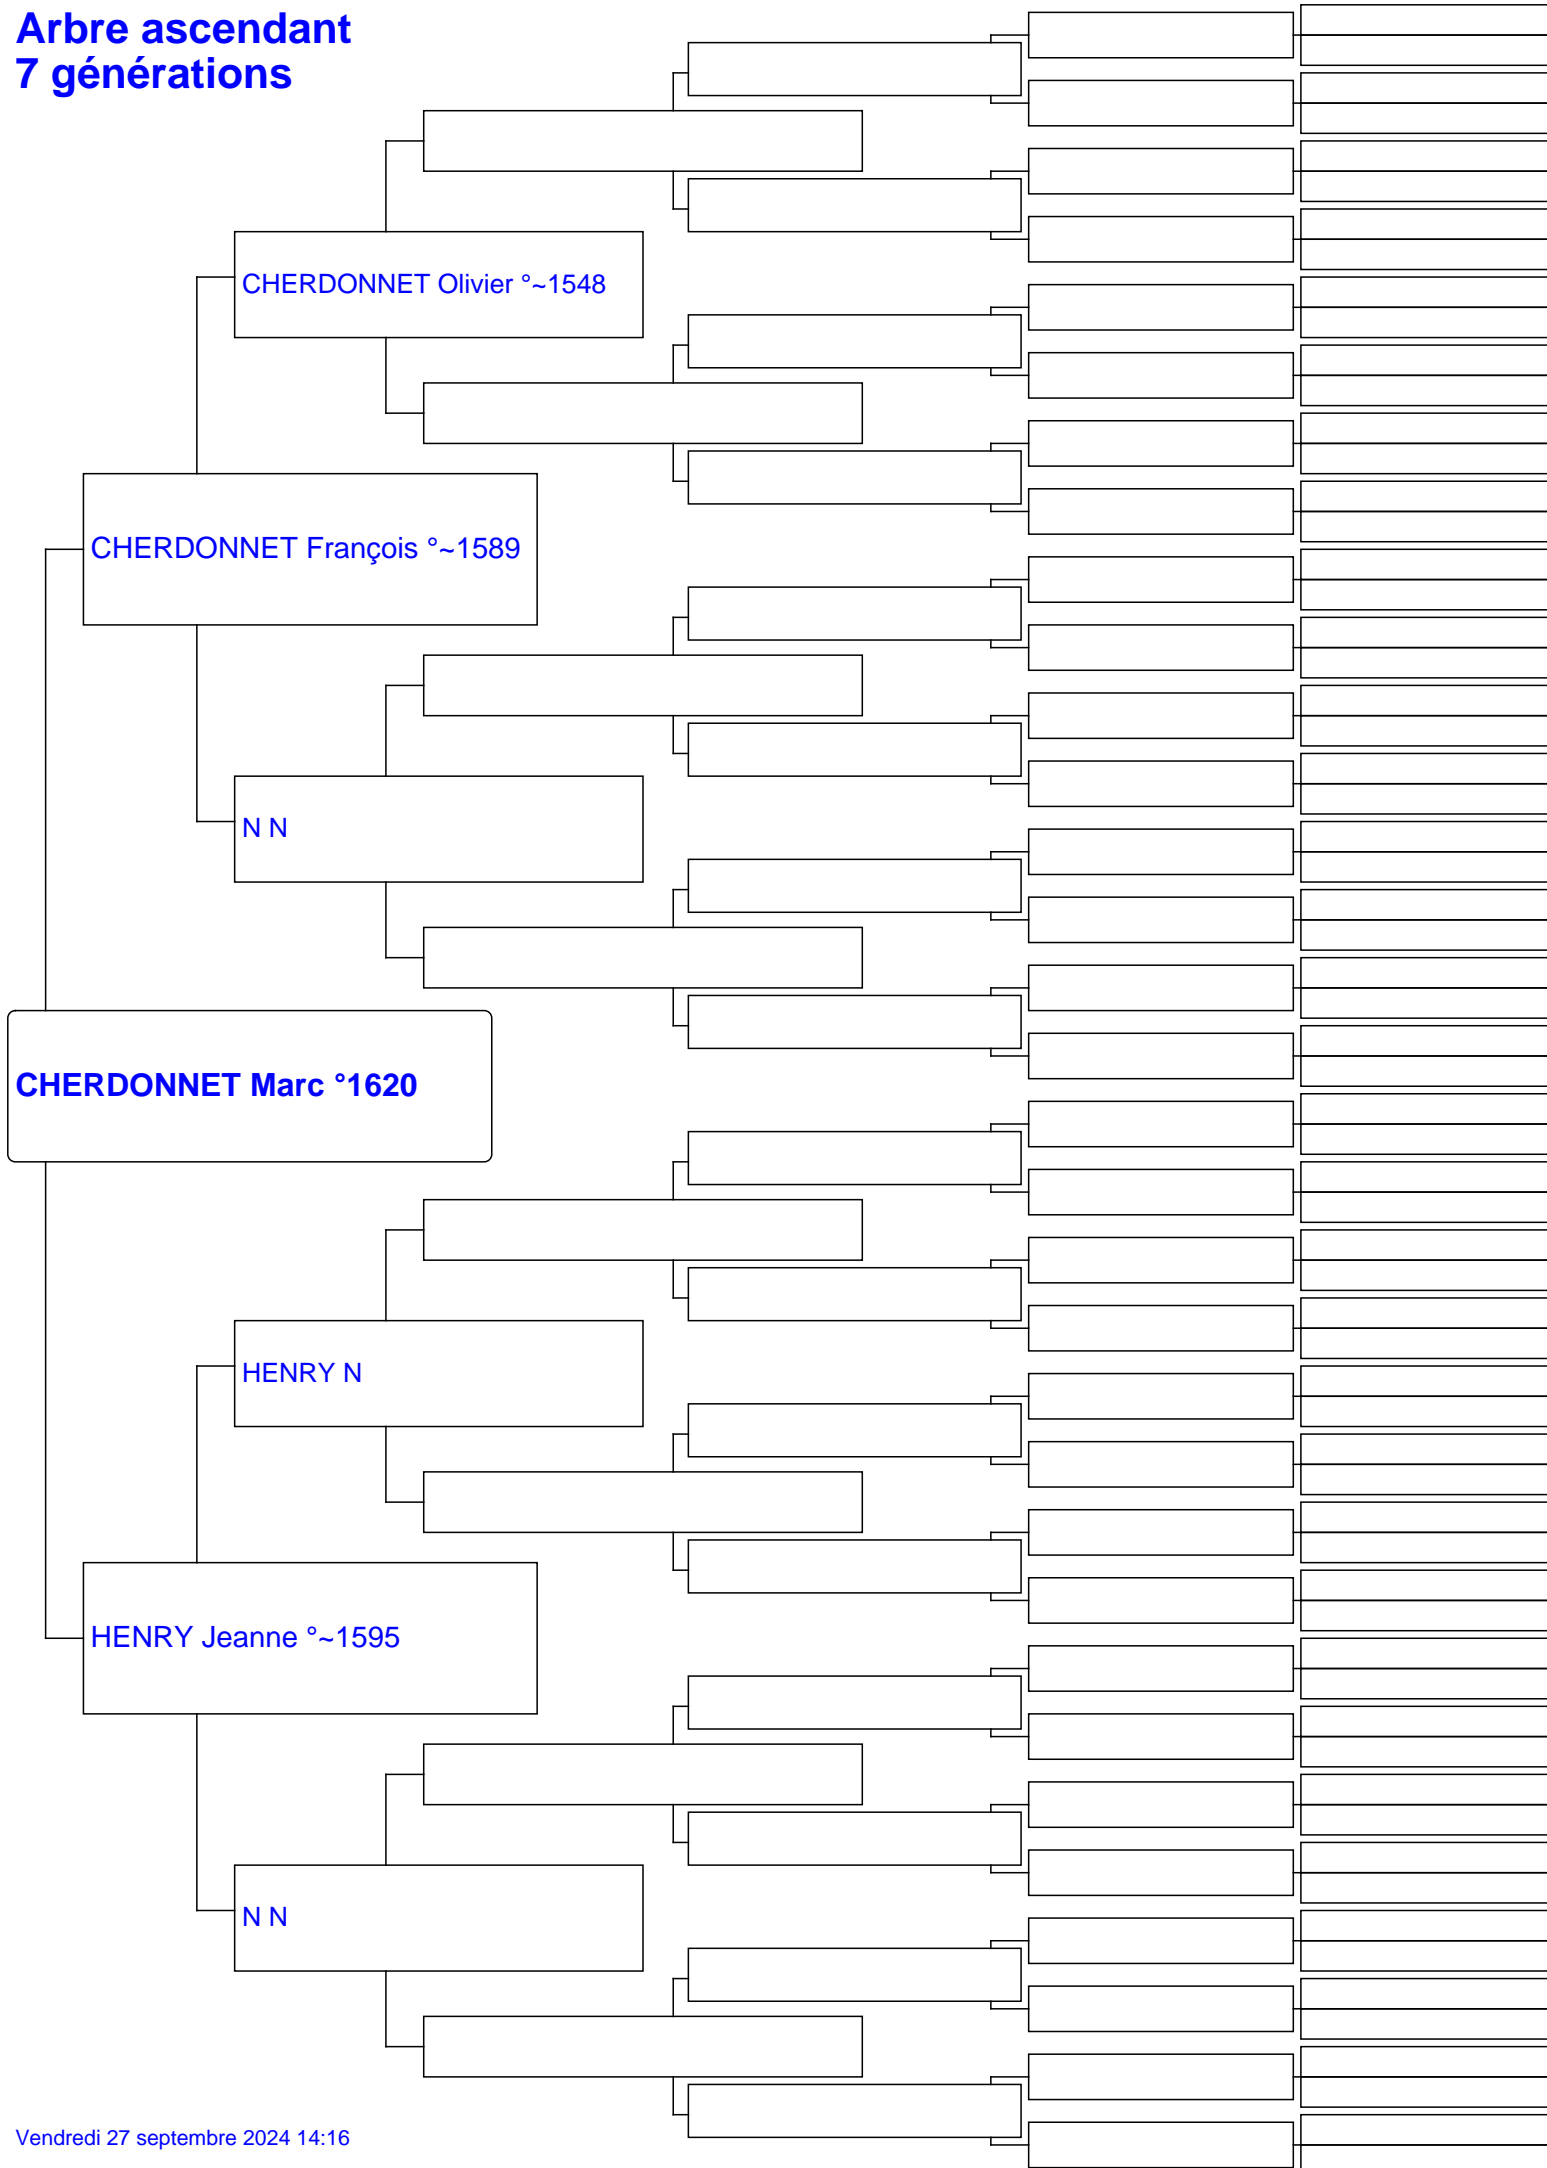 Arbre ascendant
7 générations
CHERDONNET Olivier °~1548
CHERDONNET François °~1589
N N
CHERDONNET Marc °1620
HENRY N
HENRY Jeanne °~1595
N N
Vendredi 27 septembre 2024 14:16